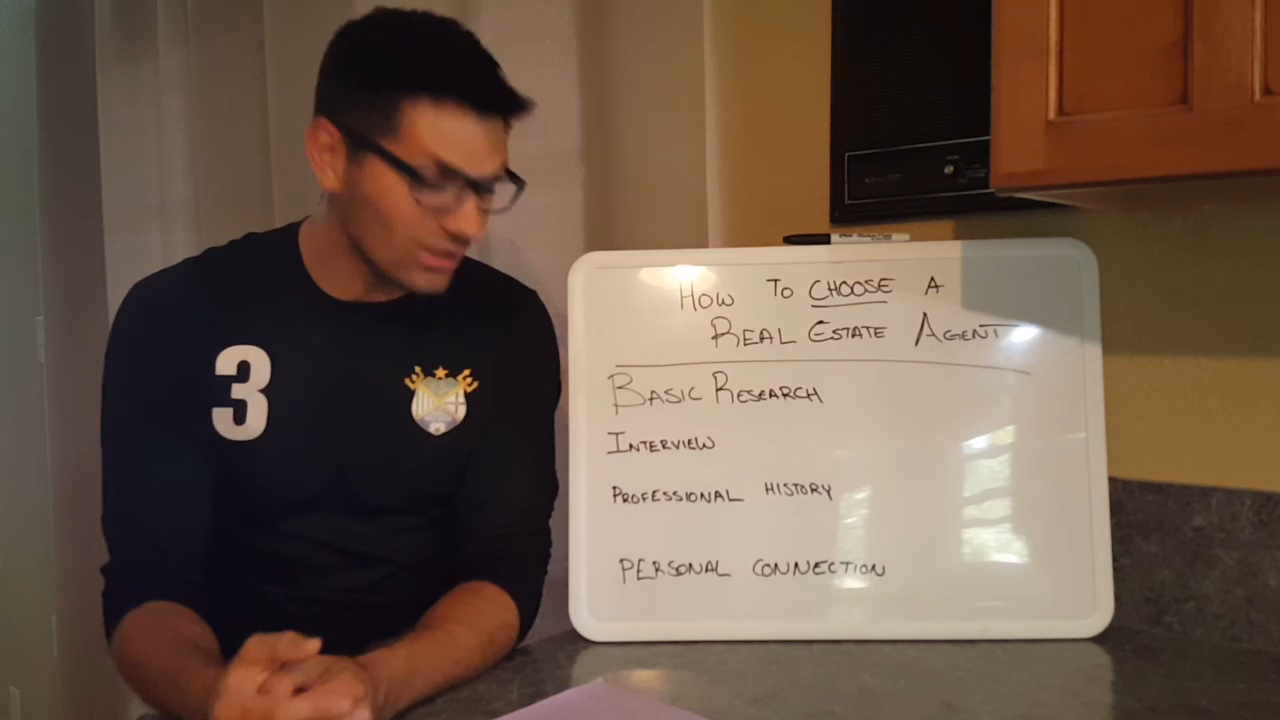 3
HOW TO CHOOSE A
REAL ESTATE AGENT
BASIC RESEARCH
INTERVIEW
PROFESSIONAL HISTORY
PERSONAL CONNECTION